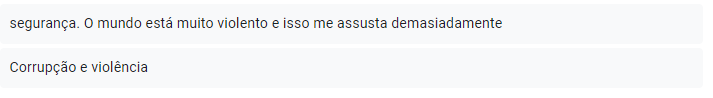 segurança. O mundo está muito violento e isso me assusta demasiadamente
Corrupção e violência